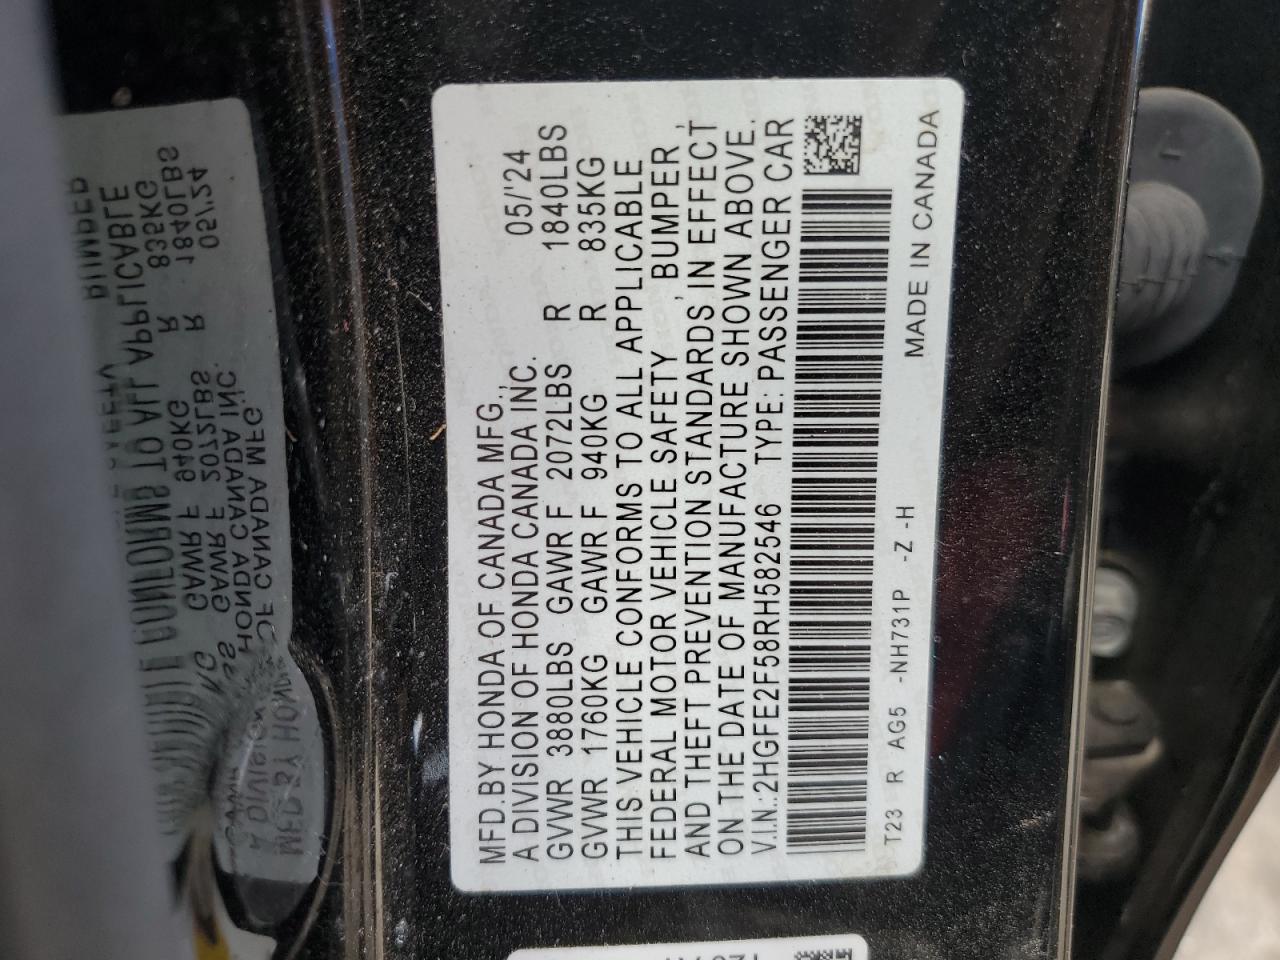 MFD.BY HONDA OF CANADA MFG., 05/'24
A DIVISION OF HONDA CANADA INC.
GVWR 3880LBS GAWR F 2072LBS R 1840LBS
GVWR 1760KG GAWR F 940KG R 835KG
THIS VEHICLE CONFORMS TO ALL APPLICABLE
FEDERAL MOTOR VEHICLE SAFETY, BUMPER,
AND THEFT PREVENTION STANDARDS IN EFFECT
ON THE DATE OF MANUFACTURE SHOWN ABOVE.
V.I.N.:2HGFE2F58RH582546 TYPE: PASSENGER CAR
T23 R AG5 -NH731P -Z -H MADE IN CANADA